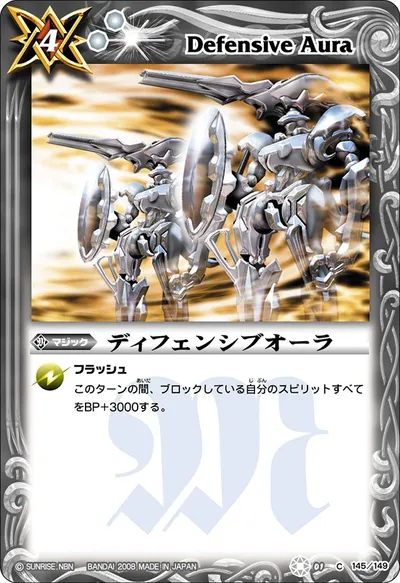 4
Defensive Aura
マジック
ディフェンシブオーラ
フラッシュ
このターンの間、ブロックしている自分のスピリットすべて
をBP+3000する。
© SUNRISE, NBN BANDAI 2008 MADE IN JAPAN 01 C 145/149